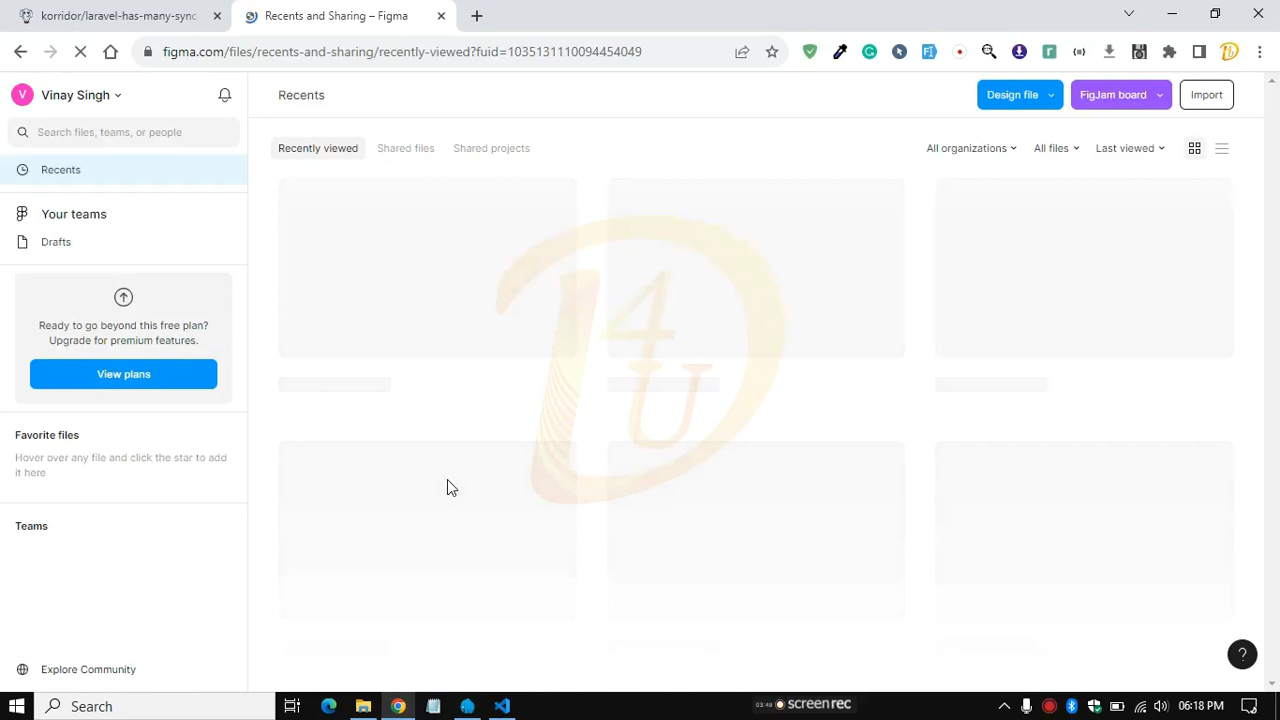 korridor/laravel-has-many-sync
Recents and Sharing – Figma
figma.com/files/recents-and-sharing/recently-viewed?fuid=1035131110094454049
V Vinay Singh
Recents
Design file
FigJam board
Import
Search files, teams, or people
Recently viewed
Shared files
Shared projects
All organizations
All files
Last viewed
Recents
Your teams
Drafts
Ready to go beyond this free plan?
Upgrade for premium features.
View plans
Favorite files
Hover over any file and click the star to add
it here
Teams
Explore Community
D
4
U
?
Search
03:49
screenrec
06:18 PM